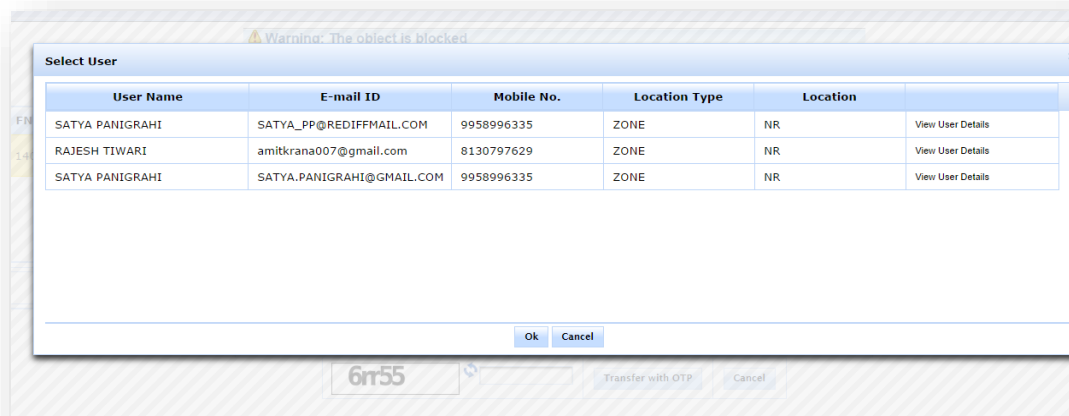 Warning: The object is blocked
Select User
User Name E-mail ID Mobile No. Location Type Location
FN
SATYA PANIGRAHI SATYA_PP@REDIFFMAIL.COM 9958996335 ZONE NR View User Details
140
RAJESH TIWARI amitkrana007@gmail.com 8130797629 ZONE NR View User Details
SATYA PANIGRAHI SATYA.PANIGRAHI@GMAIL.COM 9958996335 ZONE NR View User Details
Ok Cancel
6rr55 Transfer with OTP Cancel